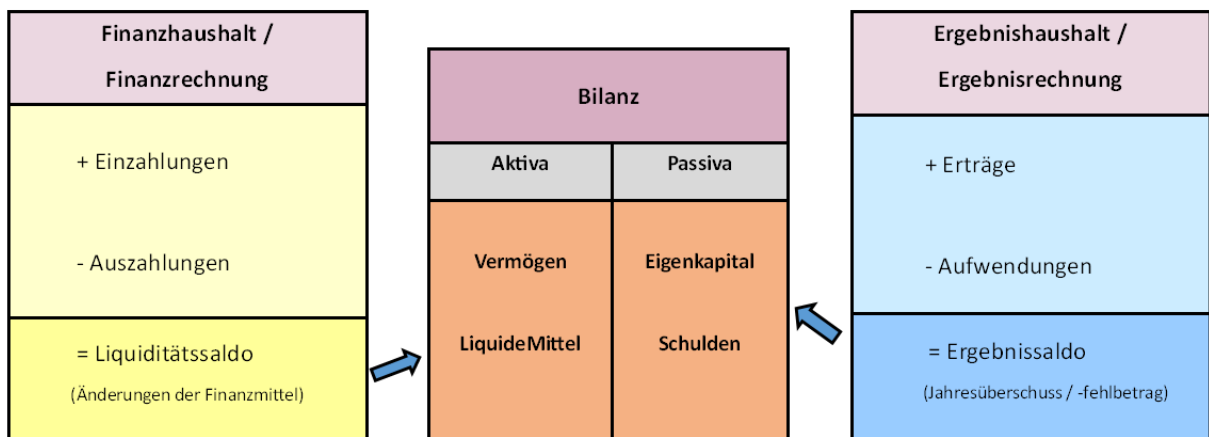 Finanzhaushalt /
Finanzrechnung
+ Einzahlungen
- Auszahlungen
= Liquiditätssaldo
(Änderungen der Finanzmittel)
Bilanz
Aktiva Passiva
Vermögen Eigenkapital
LiquideMittel Schulden
Ergebnishaushalt /
Ergebnisrechnung
+ Erträge
- Aufwendungen
= Ergebnissaldo
(Jahresüberschuss / -fehlbetrag)